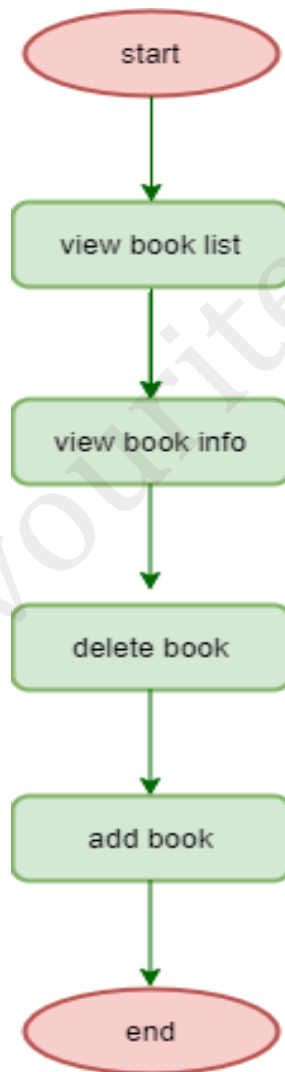 start
view book list
view book info
delete book
add book
end